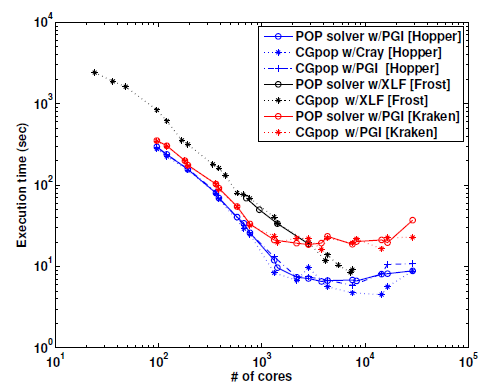 10^4
10^3
10^2
10^1
10^0
Execution time (sec)
POP solver w/PGI [Hopper]
CGpop w/Cray [Hopper]
CGpop w/PGI [Hopper]
POP solver w/XLF [Frost]
CGpop w/XLF [Frost]
POP solver w/PGI [Kraken]
CGpop w/PGI [Kraken]
10^1 10^2 10^3 10^4 10^5
# of cores